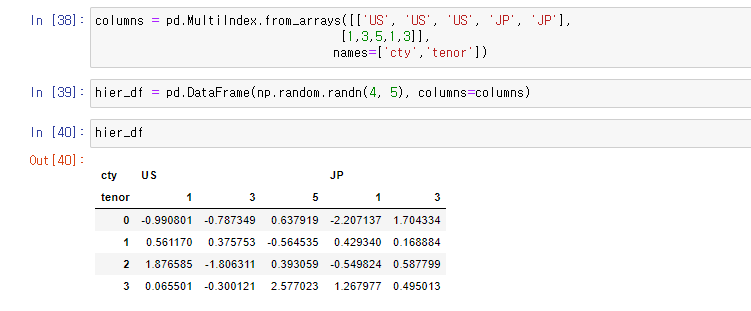 In [38]: columns = pd.MultiIndex.from_arrays([['US', 'US', 'US', 'JP', 'JP'],
[1,3,5,1,3]],
names=['cty','tenor'])
In [39]: hier_df = pd.DataFrame(np.random.randn(4, 5), columns=columns)
In [40]: hier_df
Out[40]:
cty US JP
tenor 1 3 5 1 3
0 -0.990801 -0.787349 0.637919 -2.207137 1.704334
1 0.561170 0.375753 -0.564535 0.429340 0.168884
2 1.876585 -1.806311 0.393059 -0.549824 0.587799
3 0.065501 -0.300121 2.577023 1.267977 0.495013